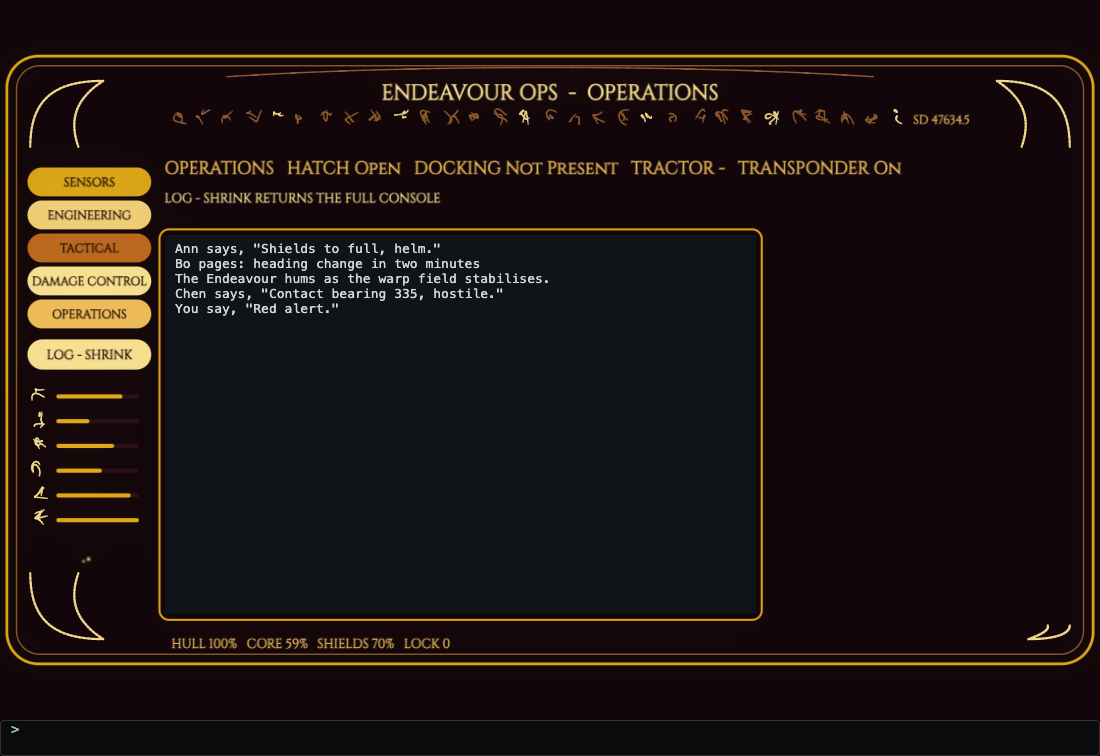 ENDEAVOUR OPS - OPERATIONS
SD 47634.5
OPERATIONS HATCH OPEN DOCKING NOT PRESENT TRACTOR - TRANSPONDER ON
LOG - SHRINK RETURNS THE FULL CONSOLE
SENSORS
ENGINEERING
TACTICAL
DAMAGE CONTROL
OPERATIONS
LOG - SHRINK
Ann says, "Shields to full, helm."
Bo pages: heading change in two minutes
The Endeavour hums as the warp field stabilises.
Chen says, "Contact bearing 335, hostile."
You say, "Red alert."
HULL 100% CORE 59% SHIELDS 70% LOCK 0
>